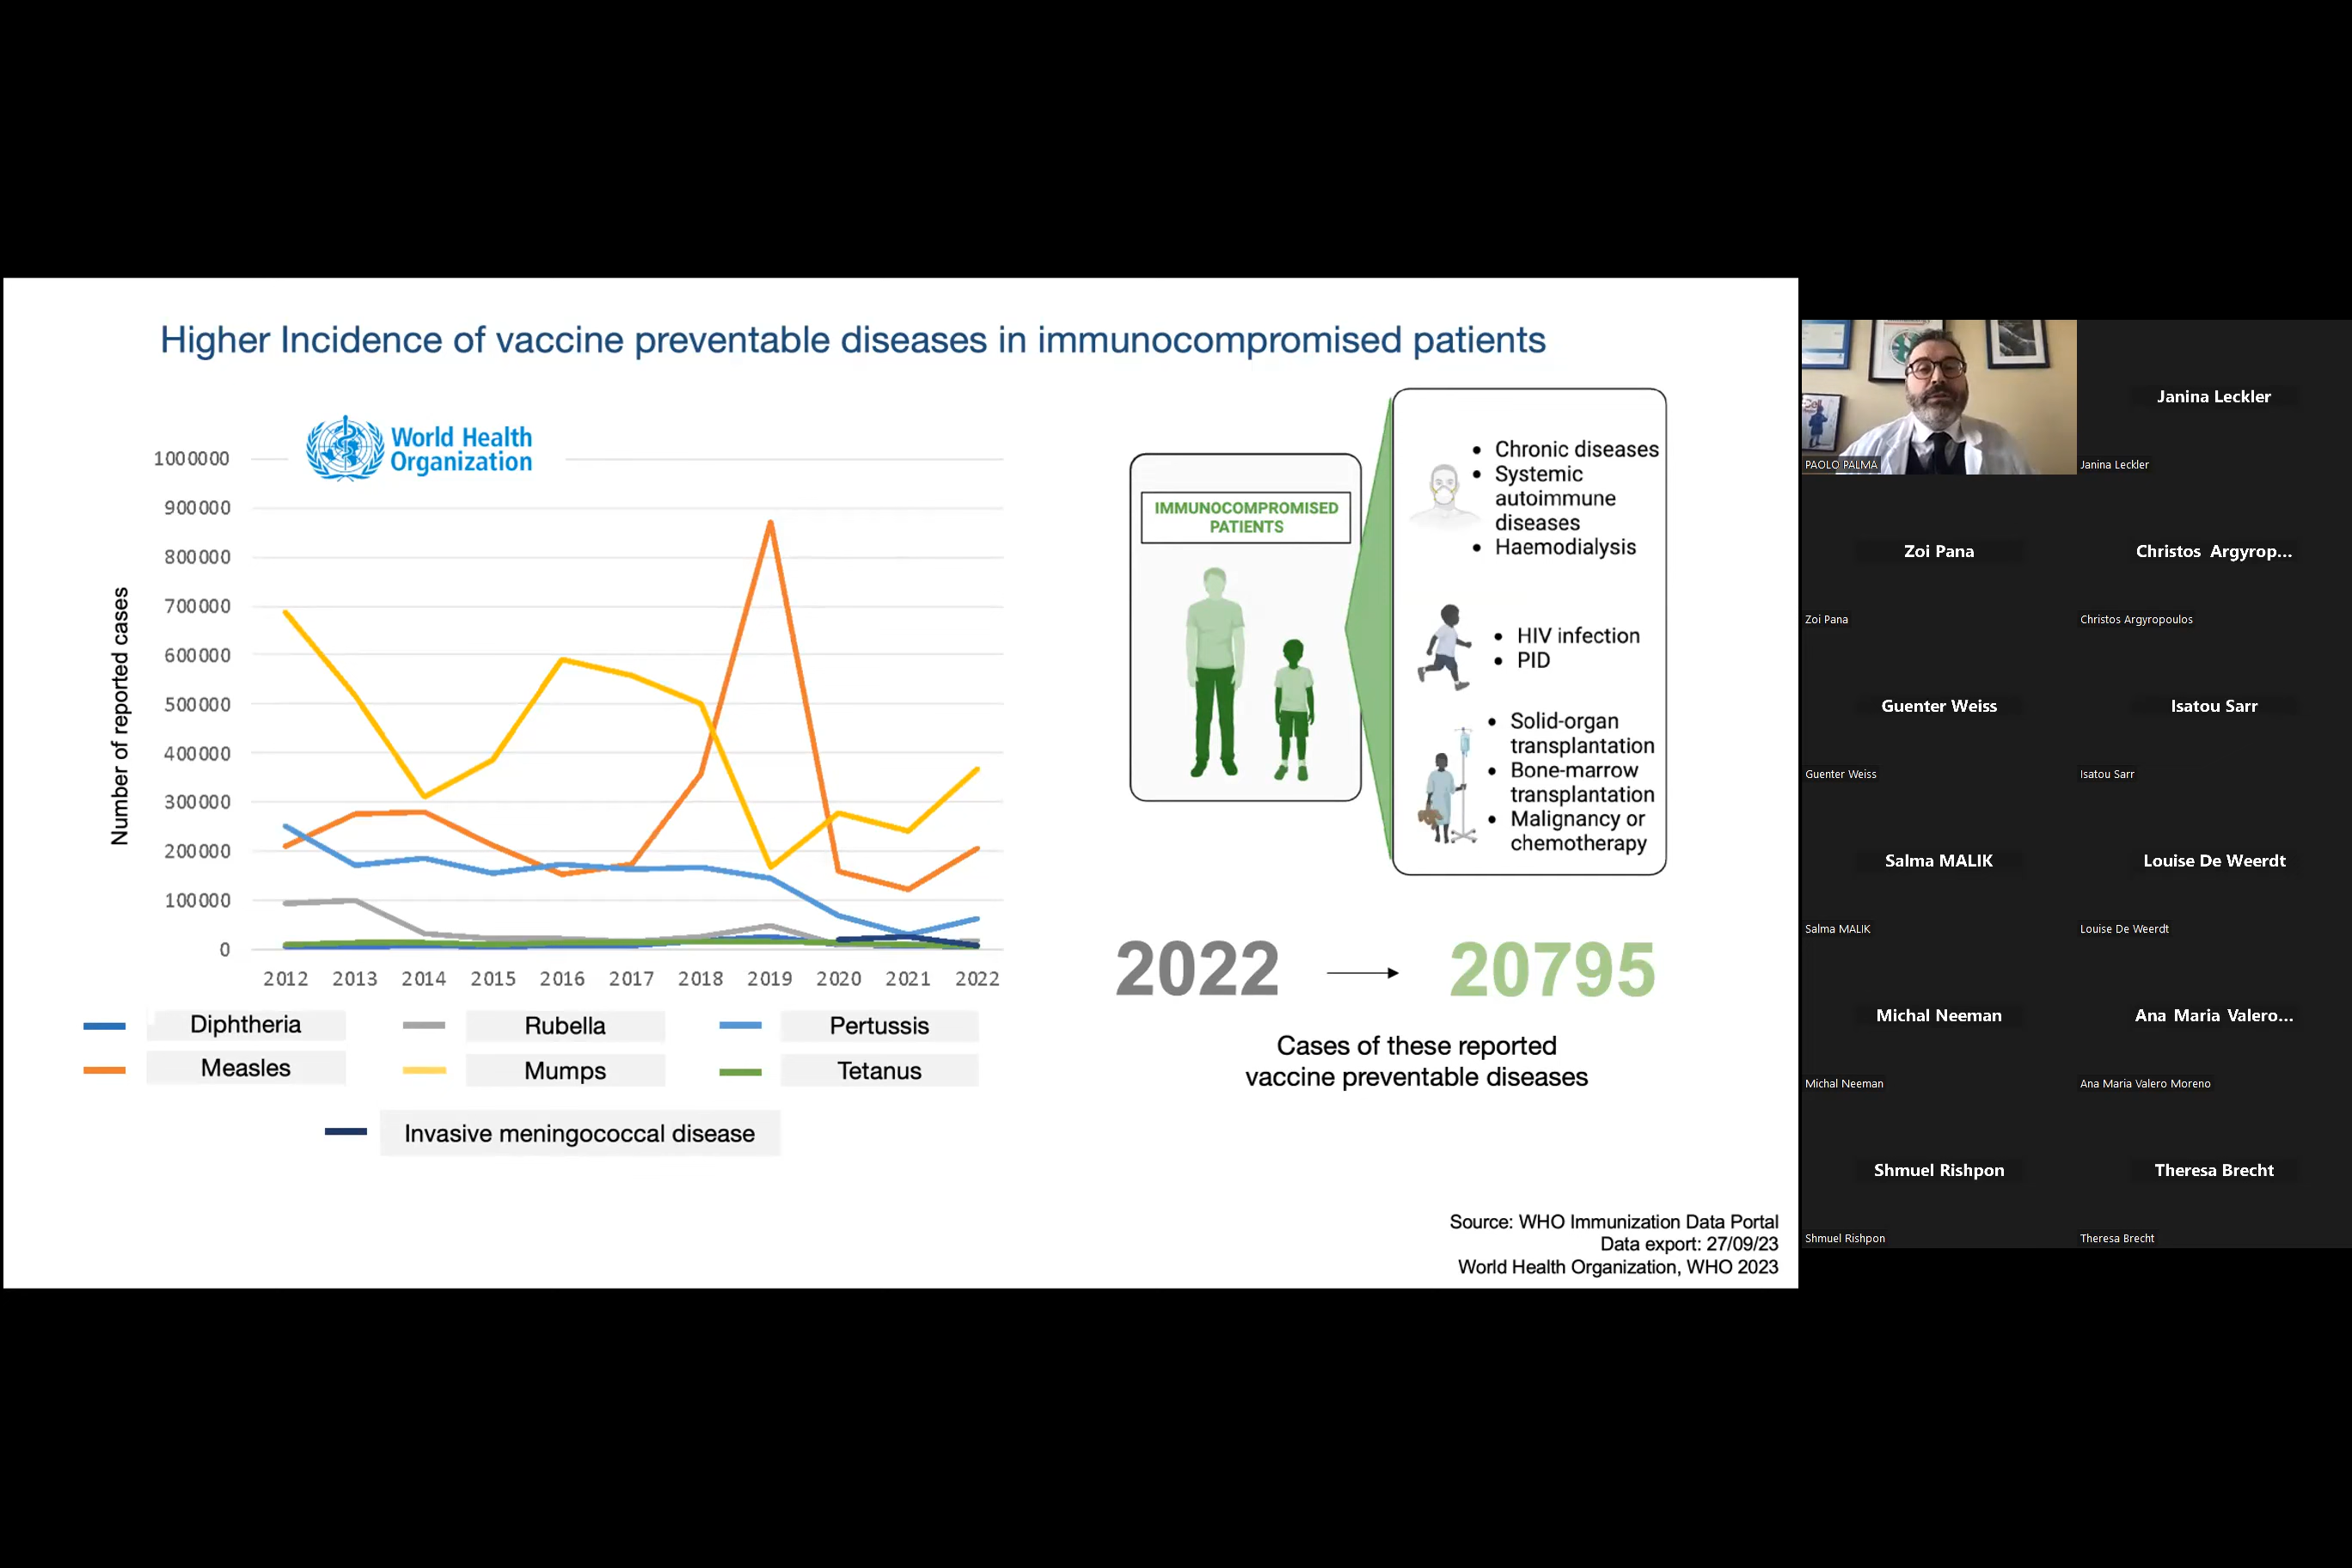 Higher Incidence of vaccine preventable diseases in immunocompromised patients
World Health
Organization
Number of reported cases
1000000
900000
800000
700000
600000
500000
400000
300000
200000
100000
0
2012 2013 2014 2015 2016 2017 2018 2019 2020 2021 2022
Diphtheria
Rubella
Pertussis
Measles
Mumps
Tetanus
Invasive meningococcal disease
IMMUNOCOMPROMISED
PATIENTS
• Chronic diseases
• Systemic
autoimmune
diseases
• Haemodialysis
• HIV infection
• PID
• Solid-organ
transplantation
• Bone-marrow
transplantation
• Malignancy or
chemotherapy
2022 → 20795
Cases of these reported
vaccine preventable diseases
Source: WHO Immunization Data Portal
Data export: 27/09/23
World Health Organization, WHO 2023
PAOLO PALMA
Janina Leckler
Janina Leckler
Zoi Pana
Zoi Pana
Christos Argyrop...
Christos Argyropoulos
Guenter Weiss
Guenter Weiss
Isatou Sarr
Isatou Sarr
Salma MALIK
Salma MALIK
Louise De Weerdt
Louise De Weerdt
Michal Neeman
Michal Neeman
Ana Maria Valero...
Ana Maria Valero Moreno
Shmuel Rishpon
Shmuel Rishpon
Theresa Brecht
Theresa Brecht